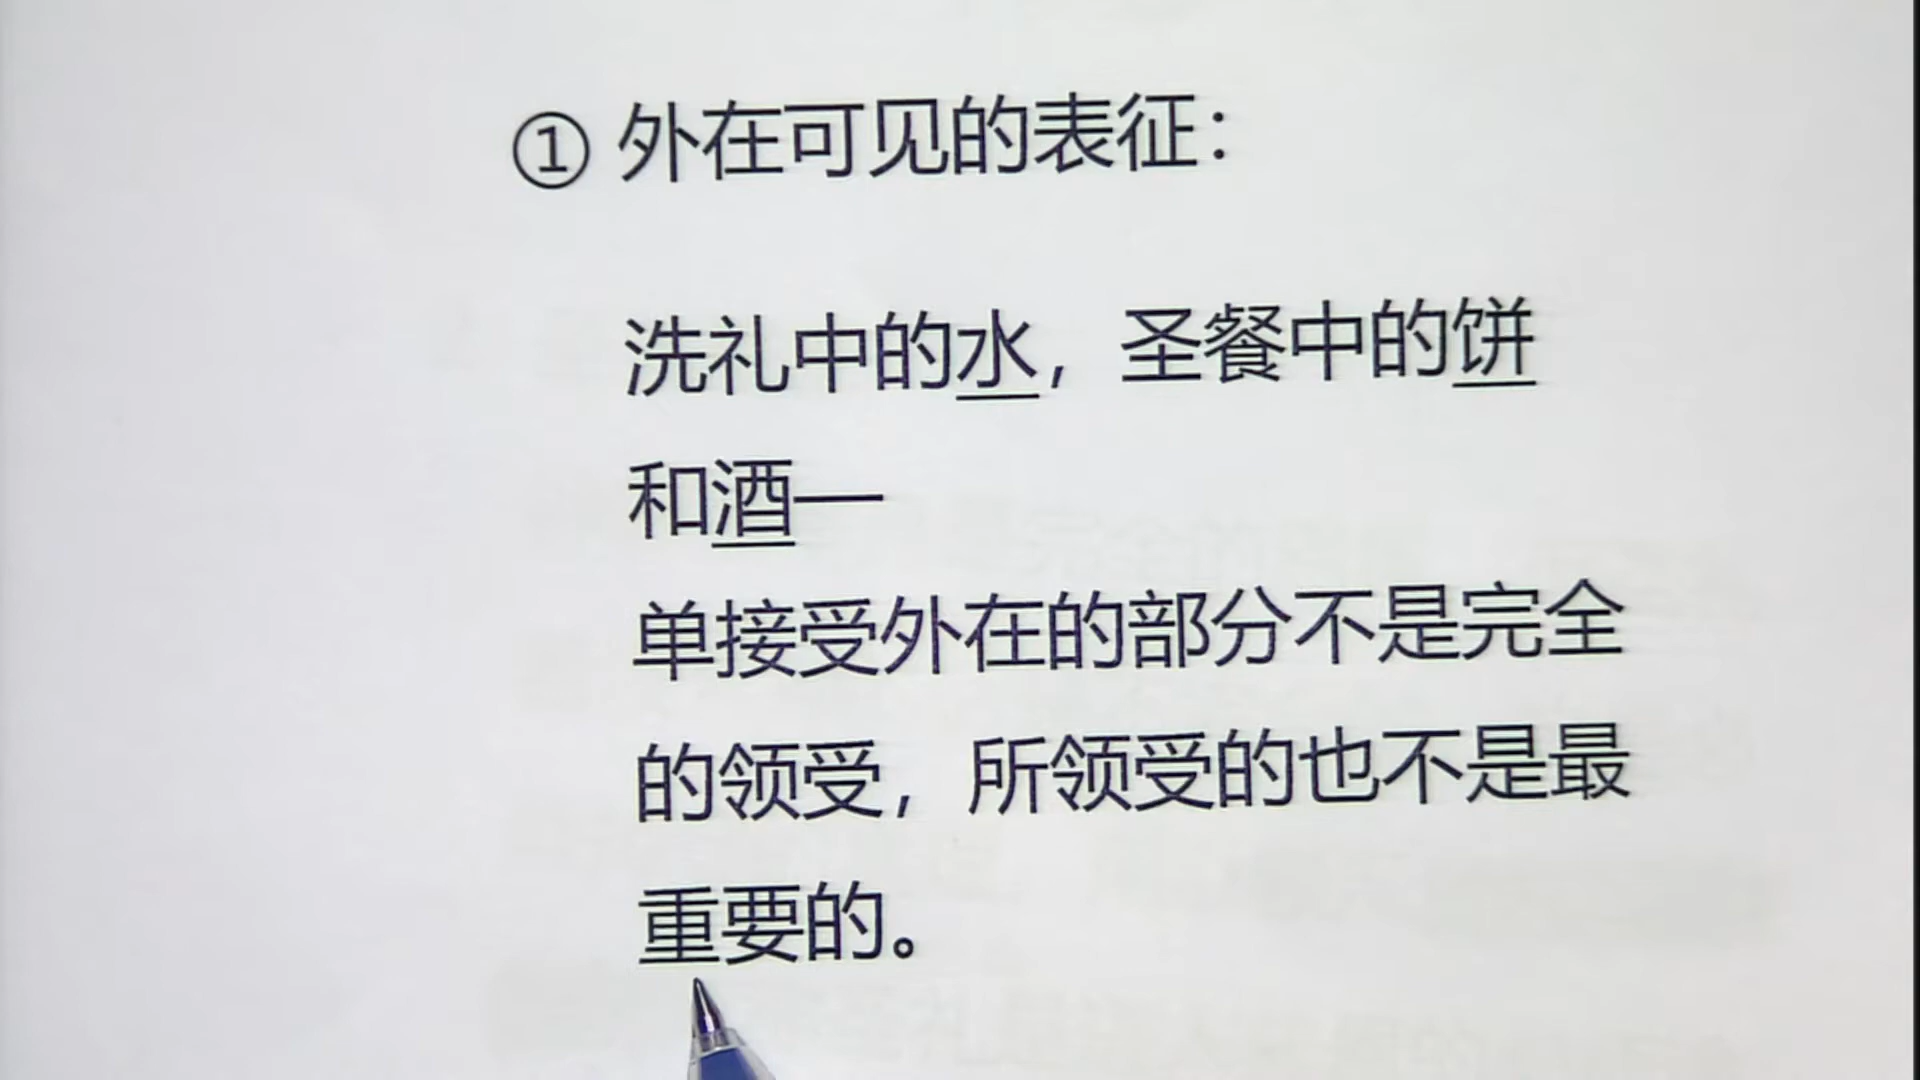 ① 外在可见的表征：
洗礼中的水，圣餐中的饼
和酒—
单接受外在的部分不是完全
的领受，所领受的也不是最
重要的。